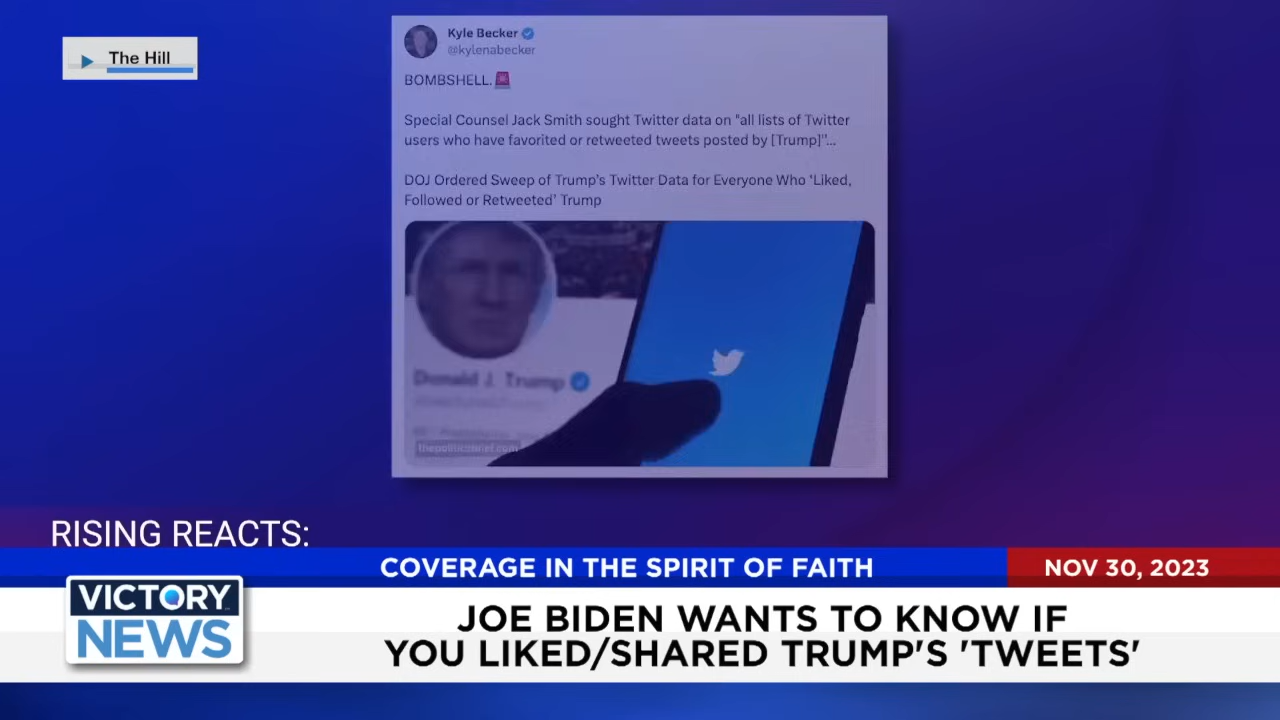 The Hill
Kyle Becker
@kylenabecker
BOMBSHELL.🚨
Special Counsel Jack Smith sought Twitter data on "all lists of Twitter
users who have favorited or retweeted tweets posted by [Trump]"...
DOJ Ordered Sweep of Trump's Twitter Data for Everyone Who 'Liked,
Followed or Retweeted' Trump
Donald J. Trump
thepoliticsbrief.com
RISING REACTS:
COVERAGE IN THE SPIRIT OF FAITH
NOV 30, 2023
VICTORY
NEWS
JOE BIDEN WANTS TO KNOW IF
YOU LIKED/SHARED TRUMP'S 'TWEETS'